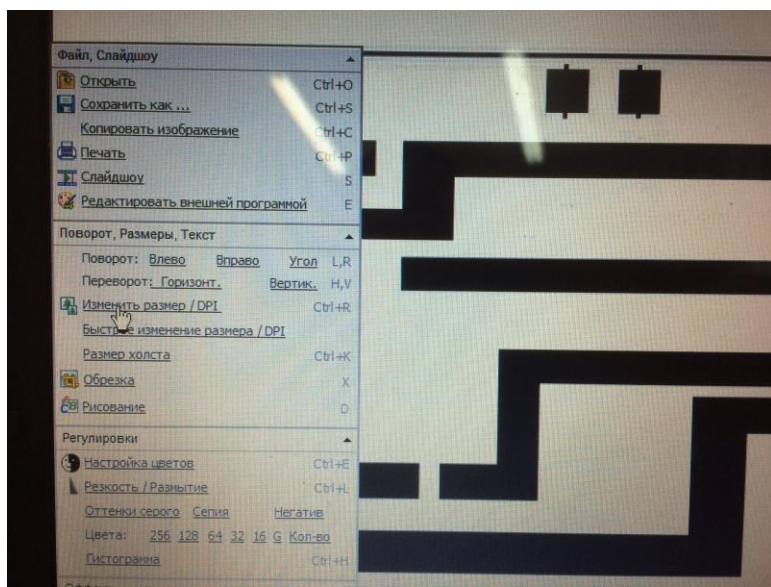 Файл, Слайдшоу
Открыть Ctrl+O
Сохранить как ... Ctrl+S
Копировать изображение Ctrl+C
Печать Ctrl+P
Слайдшоу S
Редактировать внешней программой E
Поворот, Размеры, Текст
Поворот: Влево Вправо Угол L,R
Переворот: Горизонт. Вертик. H,V
Изменить размер / DPI Ctrl+R
Быстрое изменение размера / DPI
Размер холста Ctrl+K
Обрезка X
Рисование D
Регулировки
Настройка цветов Ctrl+E
Резкость / Размытие Ctrl+L
Оттенки серого Сепия Негатив
Цвета: 256 128 64 32 16 G Кол-во
Гистограмма Ctrl+H